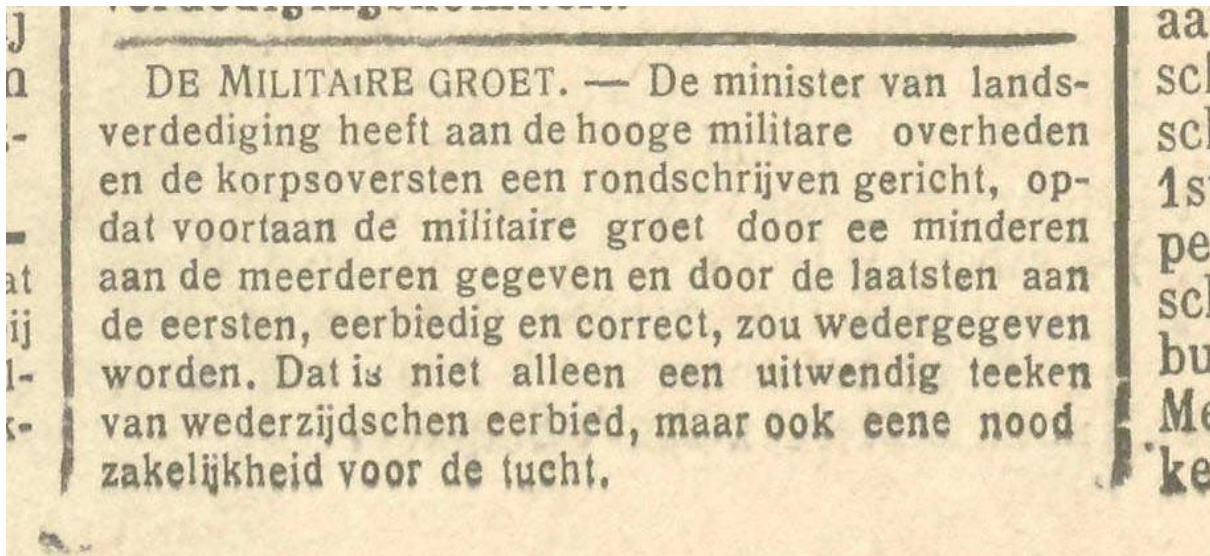 DE MILITAIRE GROET. — De minister van lands-
verdediging heeft aan de hooge militare overheden
en de korpsoversten een rondschrijven gericht, op-
dat voortaan de militaire groet door ee minderen
aan de meerderen gegeven en door de laatsten aan
de eersten, eerbiedig en correct, zou wedergegeven
worden. Dat is niet alleen een uitwendig teeken
van wederzijdschen eerbied, maar ook eene nood
zakelijkheid voor de tucht.